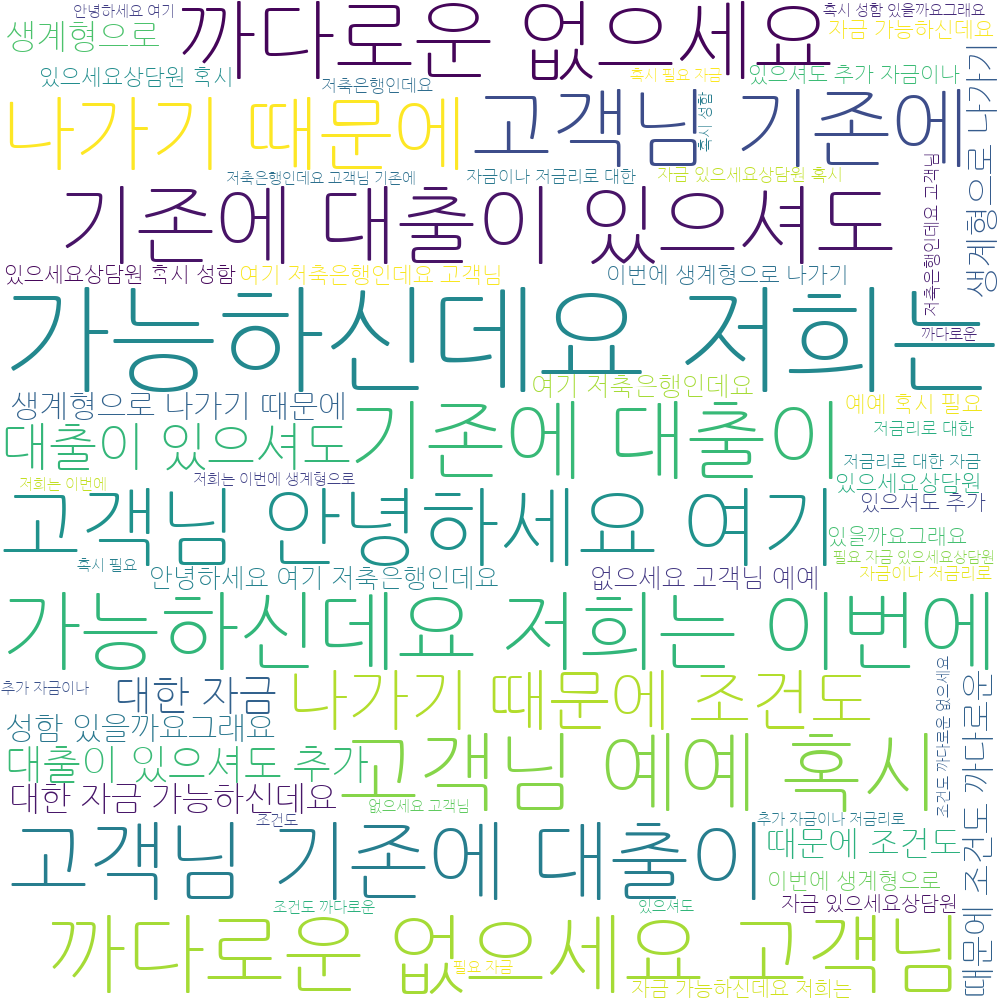 안녕하세요 여기
까다로운 없으세요
혹시 성함 있을까요그래요
생계형으로
자금 가능하신데요
있으세요상담원 혹시
저축은행인데요
혹시 필요 자금
있으셔도 추가 자금이나
나가기 때문에
고객님 기존에
혹시 성함
생계형으로 나가기
저축은행인데요 고객님 기존에
자금이나 저금리로 대한
자금 있으세요상담원 혹시
저축은행인데요 고객님
기존에 대출이 있으셔도
있으세요상담원 혹시 성함
여기 저축은행인데요 고객님
이번에 생계형으로 나가기
가능하신데요 저희는
까다로운
여기 저축은행인데요
생계형으로 나가기 때문에
기존에 대출이
예예 혹시 필요
저금리로 대한
대출이 있으셔도
저금리로 대한 자금
저희는 이번에
저희는 이번에 생계형으로
있으세요상담원
있으셔도 추가
고객님 안녕하세요 여기
있을까요그래요
필요 자금 있으세요상담원
혹시 필요
안녕하세요 여기 저축은행인데요
없으세요 고객님 예예
자금이나 저금리로
가능하신데요 저희는 이번에
추가 자금이나
대한 자금
나가기 때문에 조건도
조건도 까다로운 없으세요
때문에 조건도 까다로운
성함 있을까요그래요
고객님 예예 혹시
대출이 있으셔도 추가
대한 자금 가능하신데요
없으세요 고객님
조건도
추가 자금이나 저금리로
고객님 기존에 대출이
때문에 조건도
이번에 생계형으로
조건도 까다로운
있으셔도
자금 있으세요상담원
까다로운 없으세요 고객님
필요 자금
자금 가능하신데요 저희는